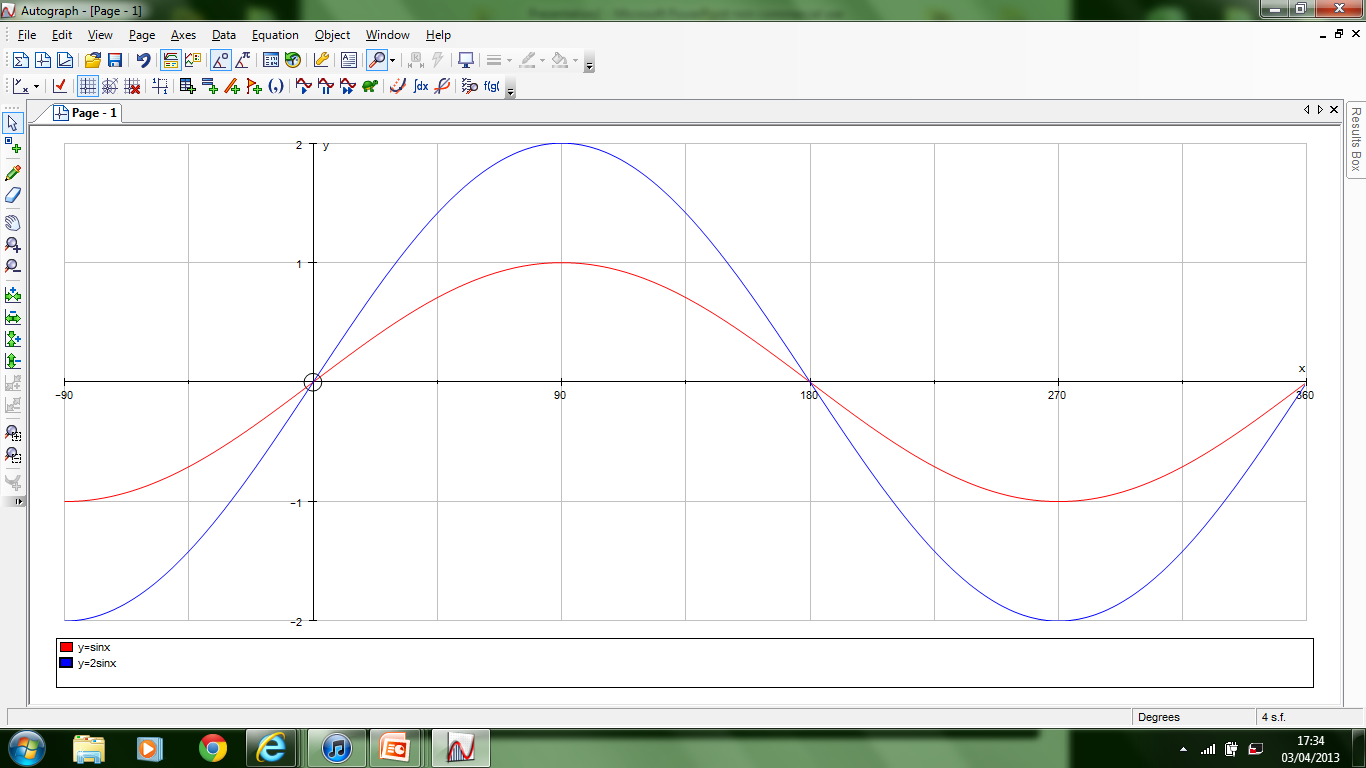 Autograph - [Page - 1]
File Edit View Page Axes Data Equation Object Window Help
Page - 1
Results Box
2 y
1
x
−90 90 180 270 360
−1
−2
y=sinx
y=2sinx
Degrees 4 s.f.
17:34
03/04/2013